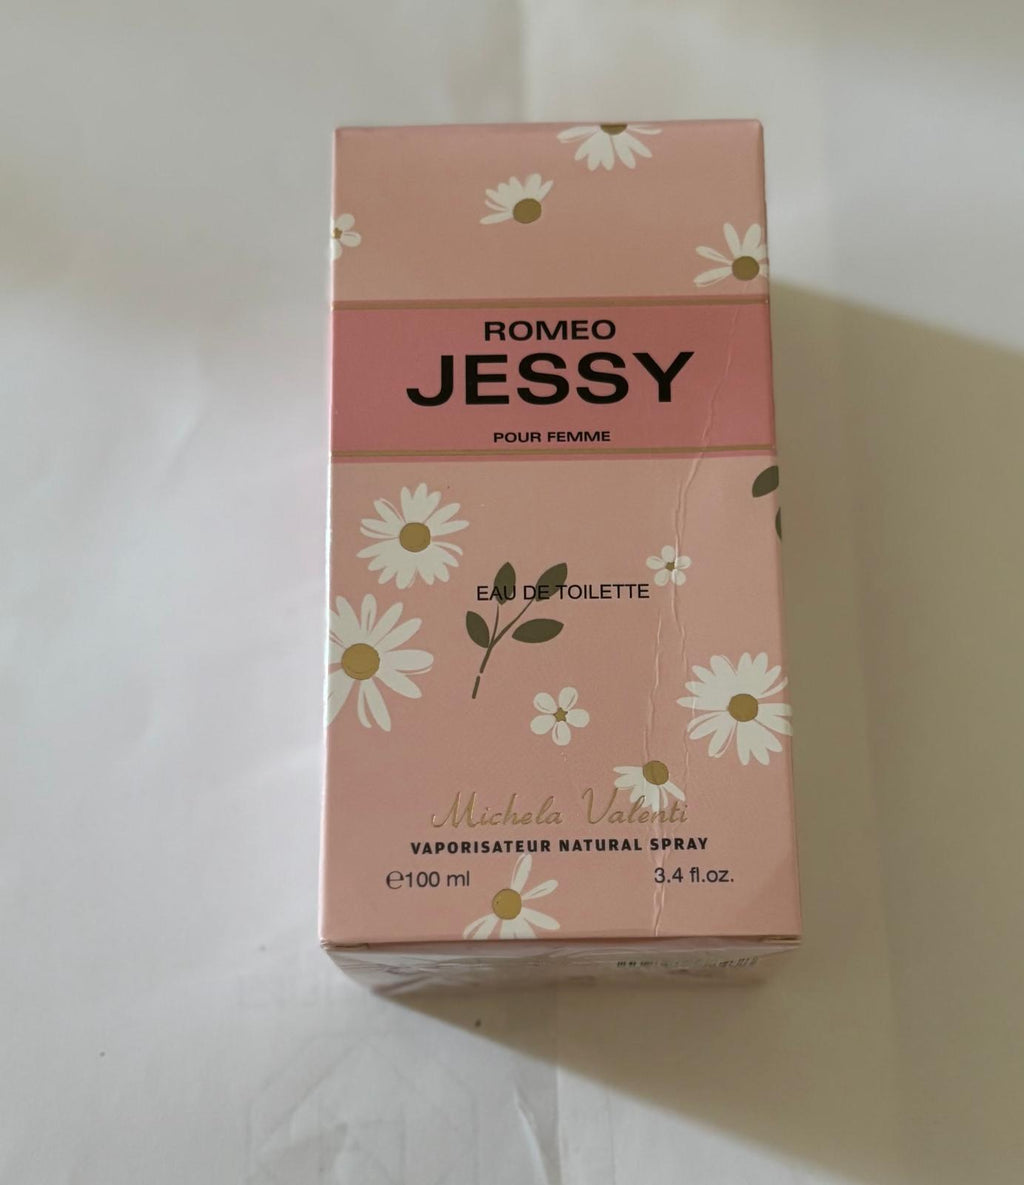 ROMEO
JESSY
POUR FEMME
EAU DE TOILETTE
Michela Valenti
VAPORISATEUR NATURAL SPRAY
℮100 ml 3.4 fl.oz.